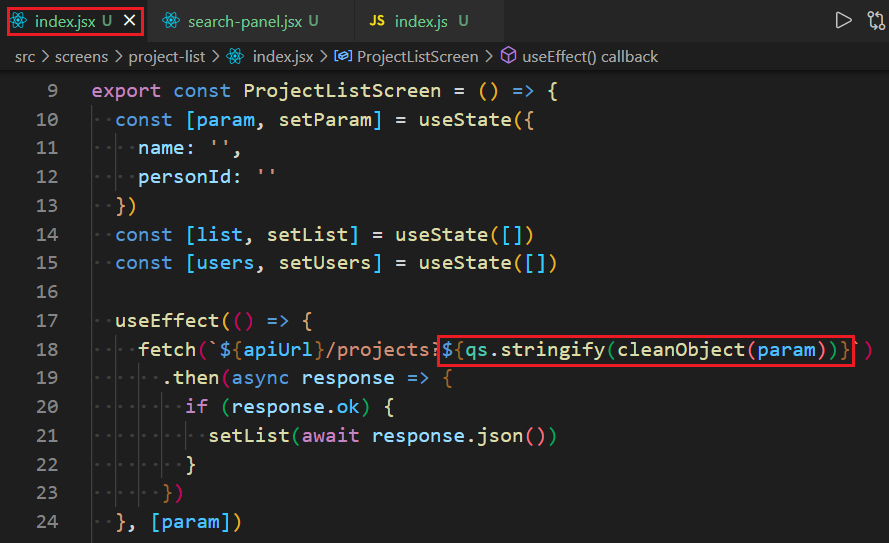 index.jsx U × search-panel.jsx U JS index.js U
src > screens > project-list > index.jsx > ProjectListScreen > useEffect() callback
9 export const ProjectListScreen = () => {
10 const [param, setParam] = useState({
11 name: '',
12 personId: ''
13 })
14 const [list, setList] = useState([])
15 const [users, setUsers] = useState([])
16
17 useEffect(() => {
18 fetch(`${apiUrl}/projects?${qs.stringify(cleanObject(param))}`)
19 .then(async response => {
20 if (response.ok) {
21 setList(await response.json())
22 }
23 })
24 }, [param])